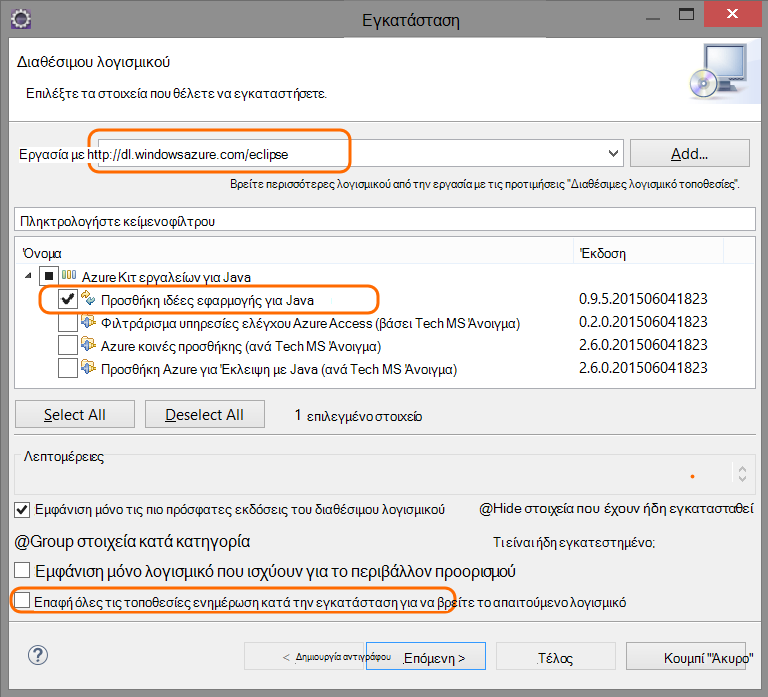 Εγκατάσταση
Διαθέσιμου λογισμικού
Επιλέξτε τα στοιχεία που θέλετε να εγκαταστήσετε.
Εργασία με http://dl.windowsazure.com/eclipse Add...
Βρείτε περισσότερες λογισμικού από την εργασία με τις προτιμήσεις "Διαθέσιμες λογισμικό τοποθεσίες".
Πληκτρολογήστε κείμενο φίλτρου
Όνομα Έκδοση
Azure Κιτ εργαλείων για Java
Προσθήκη ιδέες εφαρμογής για Java 0.9.5.201506041823
Φιλτράρισμα υπηρεσίες ελέγχου Azure Access (βάσει Tech MS Άνοιγμα) 0.2.0.201506041823
Azure κοινές προσθήκης (ανά Tech MS Άνοιγμα) 2.6.0.201506041823
Προσθήκη Azure για Έκλειψη με Java (ανά Tech MS Άνοιγμα) 2.6.0.201506041823
Select All Deselect All 1 επιλεγμένο στοιχείο
Λεπτομέρειες
Εμφάνιση μόνο τις πιο πρόσφατες εκδόσεις του διαθέσιμου λογισμικού @Hide στοιχεία που έχουν ήδη εγκατασταθεί
@Group στοιχεία κατά κατηγορία Τι είναι ήδη εγκατεστημένο;
Εμφάνιση μόνο λογισμικό που ισχύουν για το περιβάλλον προορισμού
Επαφή όλες τις τοποθεσίες ενημέρωση κατά την εγκατάσταση για να βρείτε το απαιτούμενο λογισμικό
< Δημιουργία αντιγράφου Επόμενη > Τέλος Κουμπί "Άκυρο"